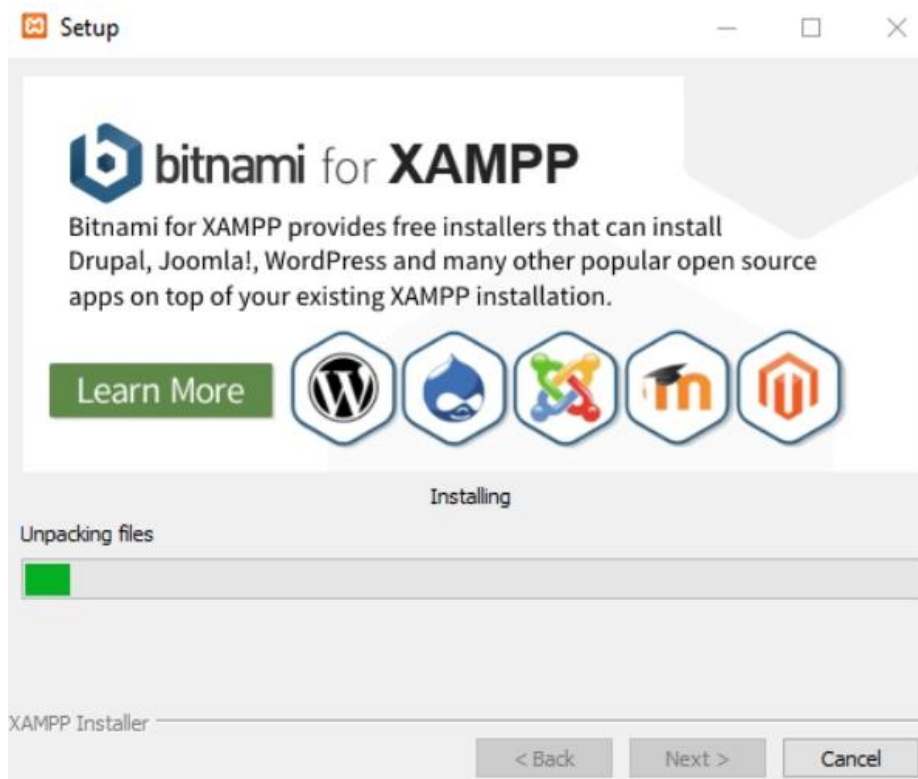 Setup
bitnami for XAMPP
Bitnami for XAMPP provides free installers that can install
Drupal, Joomla!, WordPress and many other popular open source
apps on top of your existing XAMPP installation.
Learn More
Installing
Unpacking files
XAMPP Installer
< Back Next > Cancel